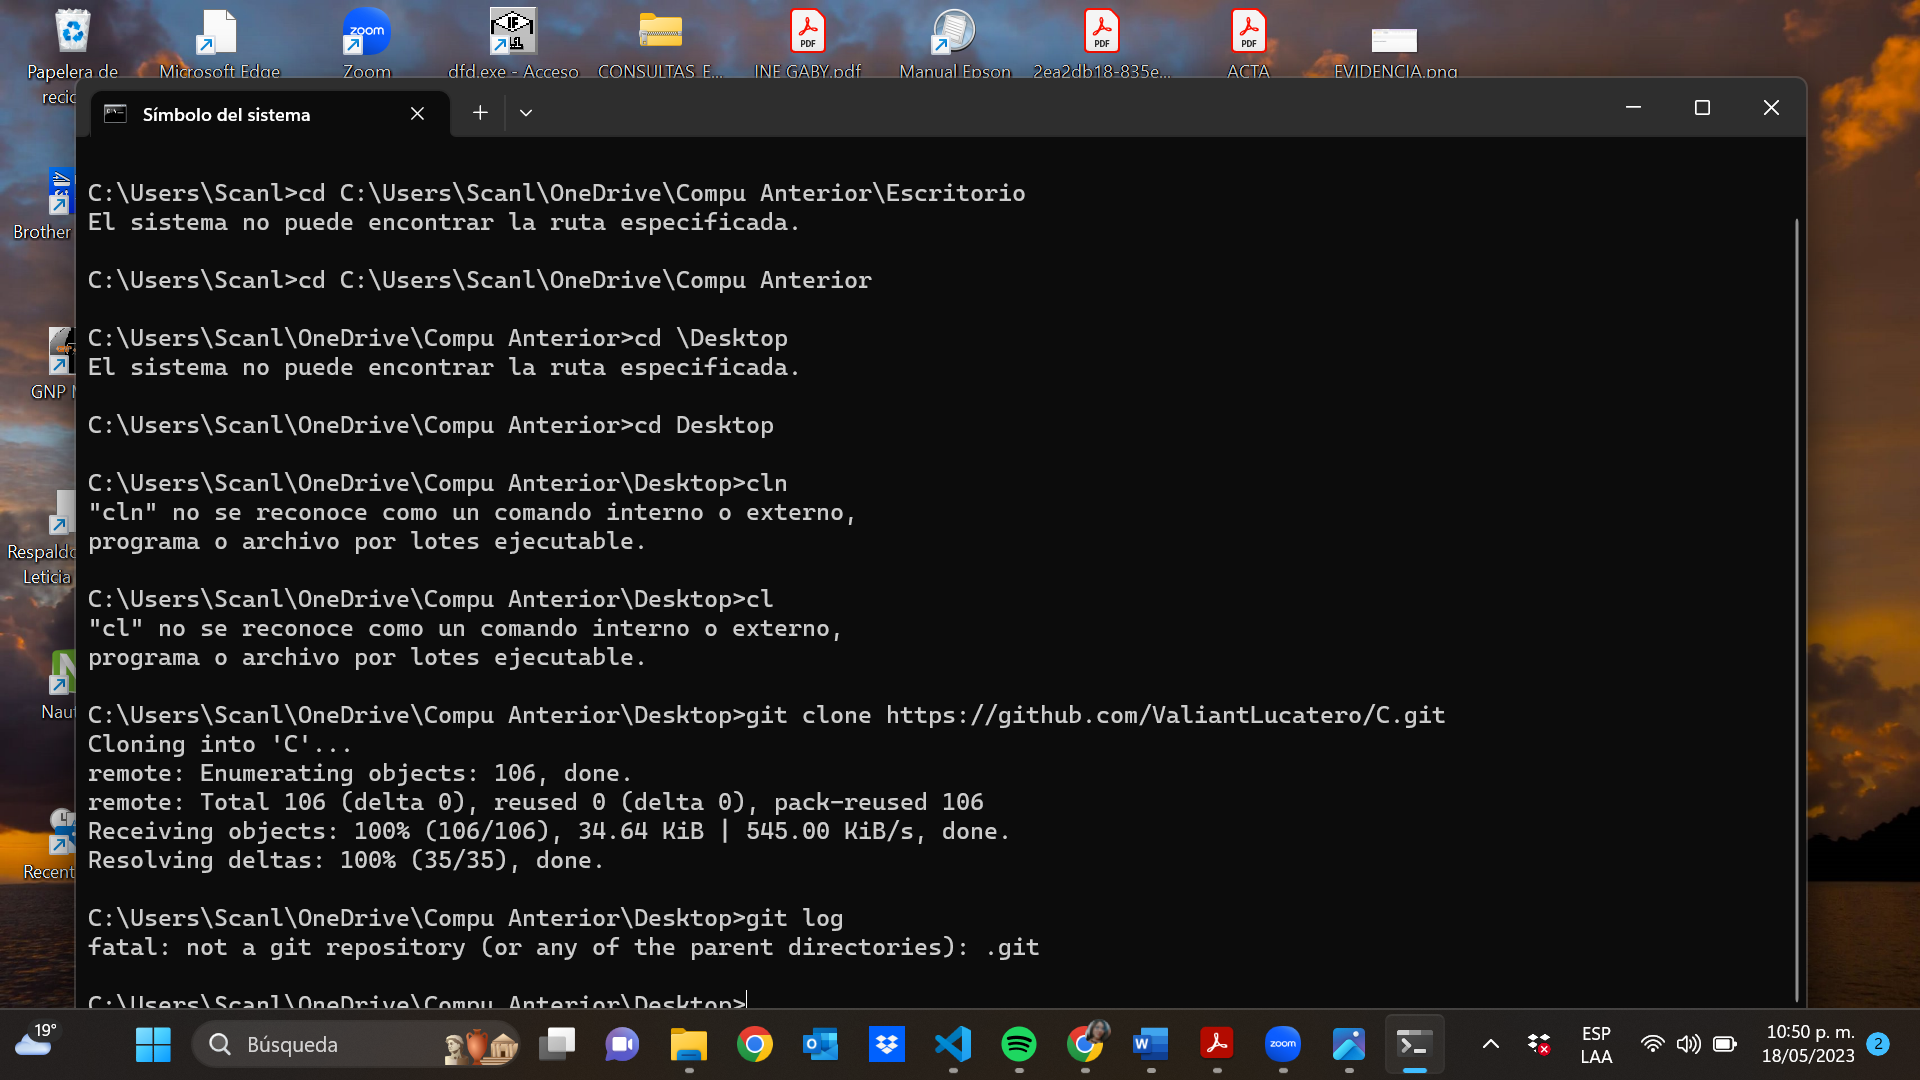 Papelera de
recic
Microsoft Edge
Zoom
dfd.exe - Acceso
CONSULTAS_E...
INE GABY.pdf
Manual Epson
2ea2db18-835e...
ACTA
EVIDENCIA.png
Símbolo del sistema
Brother
GNP
Respaldo
Leticia
Naut
Recent
C:\Users\Scanl>cd C:\Users\Scanl\OneDrive\Compu Anterior\Escritorio
El sistema no puede encontrar la ruta especificada.
C:\Users\Scanl>cd C:\Users\Scanl\OneDrive\Compu Anterior
C:\Users\Scanl\OneDrive\Compu Anterior>cd \Desktop
El sistema no puede encontrar la ruta especificada.
C:\Users\Scanl\OneDrive\Compu Anterior>cd Desktop
C:\Users\Scanl\OneDrive\Compu Anterior\Desktop>cln
"cln" no se reconoce como un comando interno o externo,
programa o archivo por lotes ejecutable.
C:\Users\Scanl\OneDrive\Compu Anterior\Desktop>cl
"cl" no se reconoce como un comando interno o externo,
programa o archivo por lotes ejecutable.
C:\Users\Scanl\OneDrive\Compu Anterior\Desktop>git clone https://github.com/ValiantLucatero/C.git
Cloning into 'C'...
remote: Enumerating objects: 106, done.
remote: Total 106 (delta 0), reused 0 (delta 0), pack-reused 106
Receiving objects: 100% (106/106), 34.64 KiB | 545.00 KiB/s, done.
Resolving deltas: 100% (35/35), done.
C:\Users\Scanl\OneDrive\Compu Anterior\Desktop>git log
fatal: not a git repository (or any of the parent directories): .git
C:\Users\Scanl\OneDrive\Compu Anterior\Desktop>
19°
Búsqueda
zoom
ESP
LAA
10:50 p. m.
18/05/2023
2